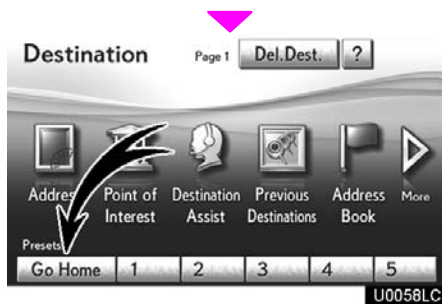 Destination Page 1 Del.Dest. ?
Address Point of Interest Destination Assist Previous Destinations Address Book More
Presets
Go Home 1 2 3 4 5
U0058LC